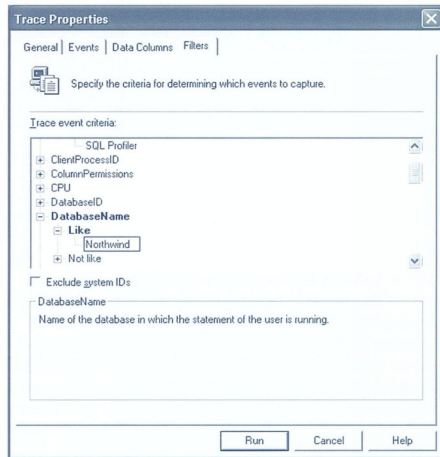 Trace Properties
General Events Data Columns Filters
Specify the criteria for determining which events to capture.
Trace event criteria:
SQL Profiler
ClientProcessID
ColumnPermissions
CPU
DatabaseID
DatabaseName
Like
Northwind
Not like
Exclude system IDs
DatabaseName
Name of the database in which the statement of the user is running.
Run Cancel Help